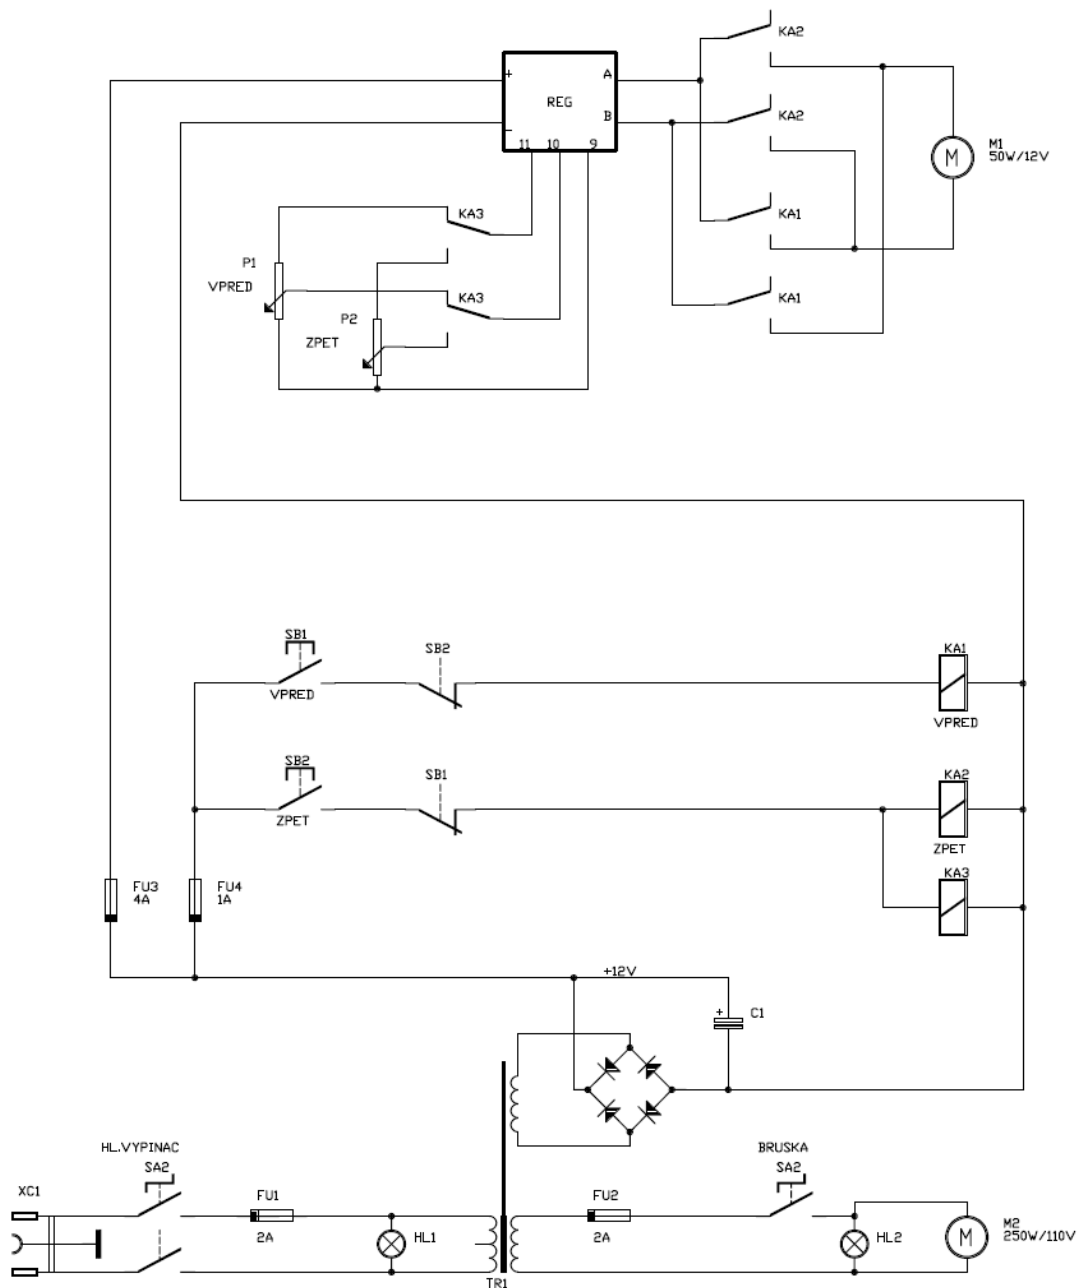 KA2
+
A
REG
KA2
B
-
M
M1
50W/12V
11
10
9
KA3
KA1
P1
VPRED
KA3
KA1
P2
ZPET
SB1
SB2
KA1
VPRED
VPRED
SB2
SB1
KA2
ZPET
ZPET
KA3
FU3
4A
FU4
1A
+12V
+
C1
HL.VYPINAC
BRUSKA
SA2
SA2
XC1
FU1
FU2
2A
HL1
2A
HL2
M
M2
250W/110V
TR1